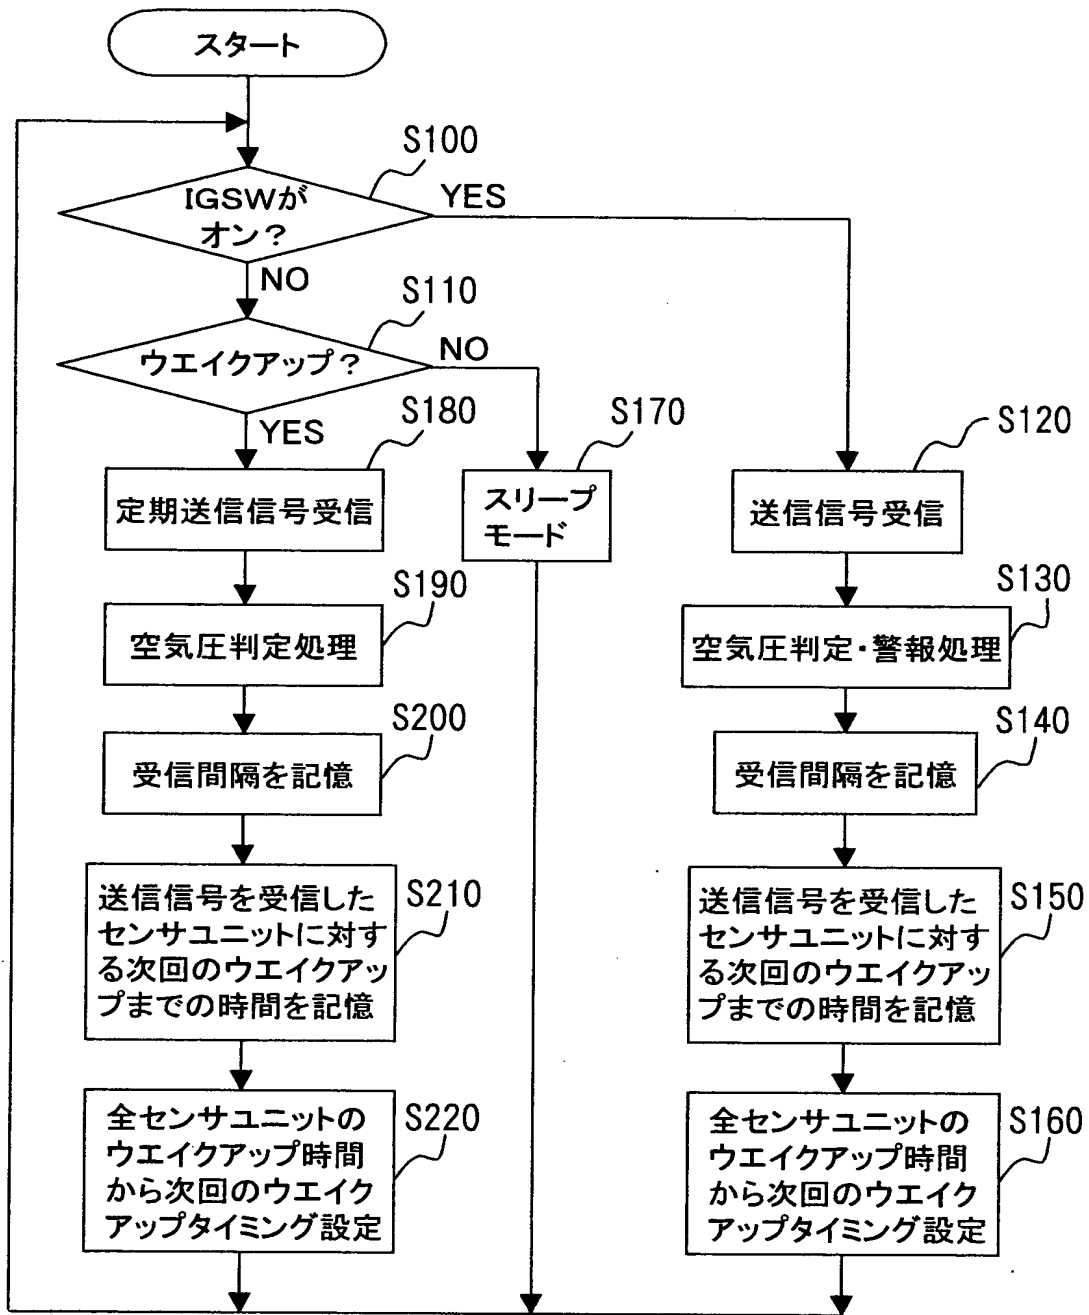 スタート
S100
IGSWが
オン？
YES
NO
S110
ウエイクアップ？
NO
YES
S180
定期送信信号受信
S190
空気圧判定処理
S200
受信間隔を記憶
S210
送信信号を受信した
センサユニットに対す
る次回のウエイクアッ
プまでの時間を記憶
S220
全センサユニットの
ウエイクアップ時間
から次回のウエイク
アップタイミング設定
S170
スリープ
モード
S120
送信信号受信
S130
空気圧判定・警報処理
S140
受信間隔を記憶
S150
送信信号を受信した
センサユニットに対す
る次回のウエイクアッ
プまでの時間を記憶
S160
全センサユニットの
ウエイクアップ時間
から次回のウエイク
アップタイミング設定